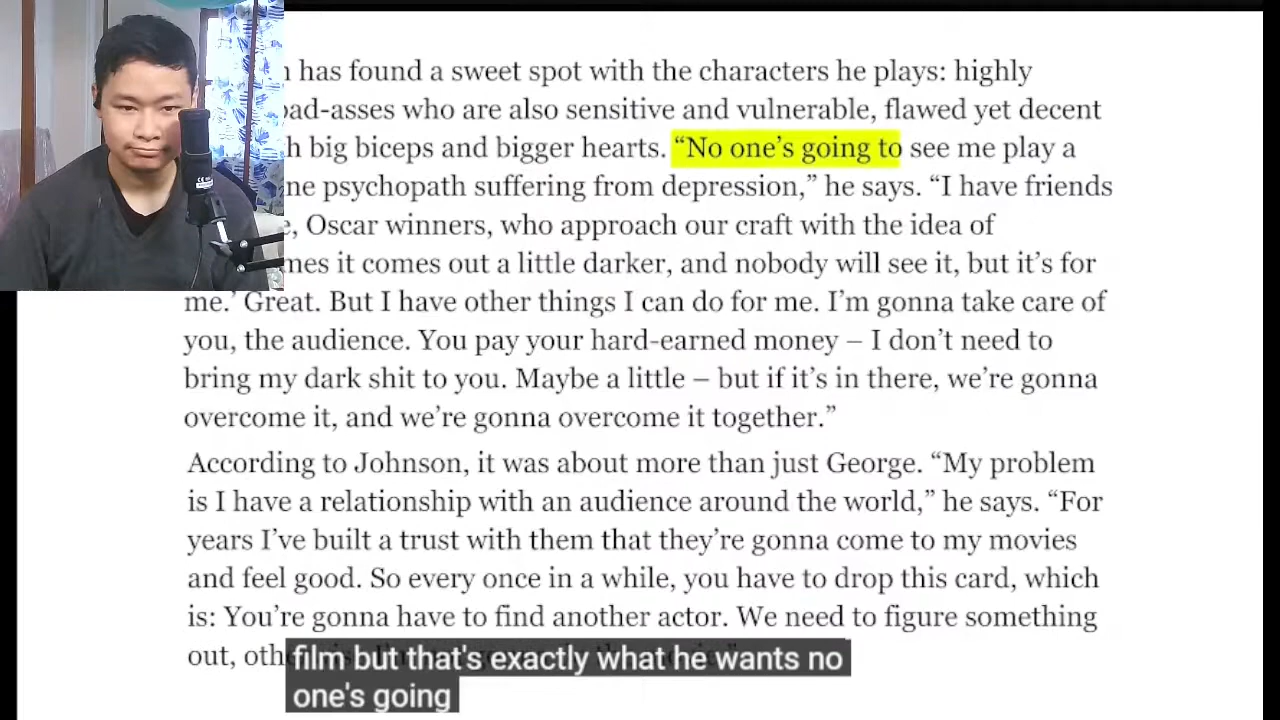 has found a sweet spot with the characters he plays: highly
bad-asses who are also sensitive and vulnerable, flawed yet decent
h big biceps and bigger hearts. “No one’s going to see me play a
ne psychopath suffering from depression,” he says. “I have friends
e, Oscar winners, who approach our craft with the idea of
nes it comes out a little darker, and nobody will see it, but it’s for
me.’ Great. But I have other things I can do for me. I’m gonna take care of
you, the audience. You pay your hard-earned money – I don’t need to
bring my dark shit to you. Maybe a little – but if it’s in there, we’re gonna
overcome it, and we’re gonna overcome it together.”
According to Johnson, it was about more than just George. “My problem
is I have a relationship with an audience around the world,” he says. “For
years I’ve built a trust with them that they’re gonna come to my movies
and feel good. So every once in a while, you have to drop this card, which
is: You’re gonna have to find another actor. We need to figure something
out, oth
film but that's exactly what he wants no
one's going